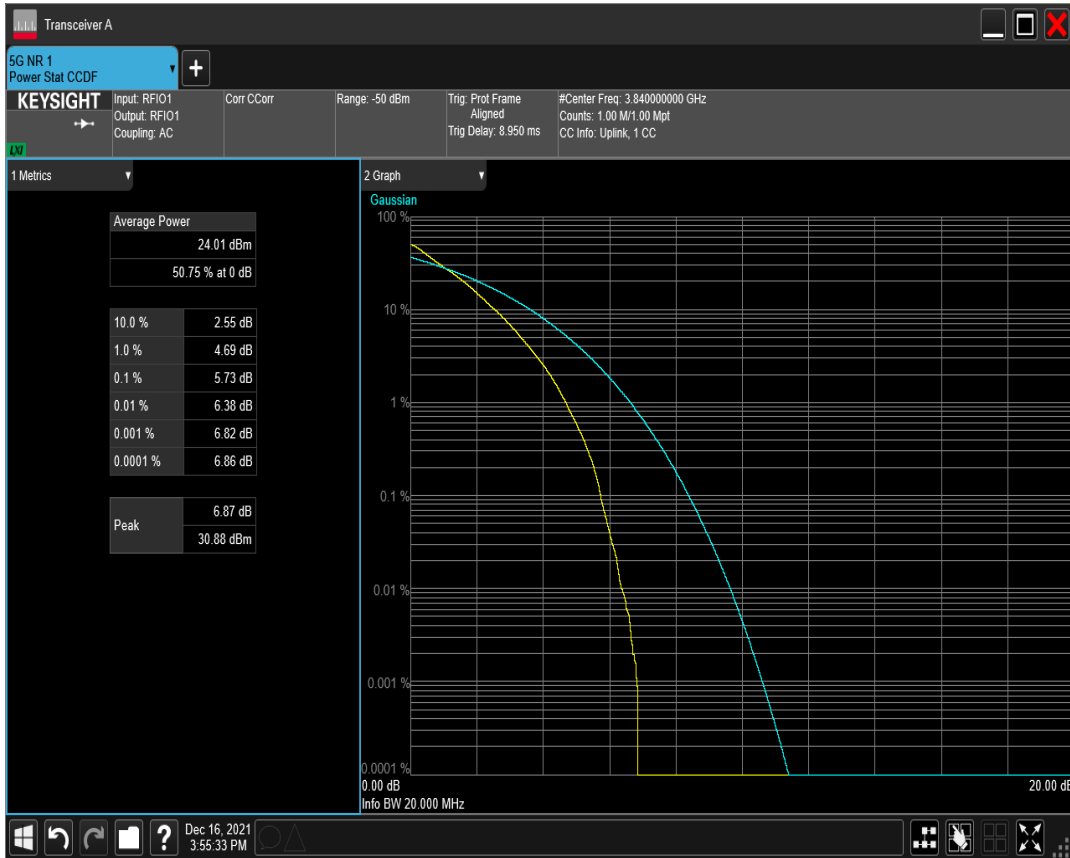 Transceiver A
5G NR 1
Power Stat CCDF
+
KEYSIGHT
LXI
Input: RFIO1
Output: RFIO1
Coupling: AC
Corr CCorr
Range: -50 dBm
Trig: Prot Frame
Aligned
Trig Delay: 8.950 ms
#Center Freq: 3.840000000 GHz
Counts: 1.00 M/1.00 Mpt
CC Info: Uplink, 1 CC
1 Metrics
Average Power
24.01 dBm
50.75 % at 0 dB
10.0 % 2.55 dB
1.0 % 4.69 dB
0.1 % 5.73 dB
0.01 % 6.38 dB
0.001 % 6.82 dB
0.0001 % 6.86 dB
Peak
6.87 dB
30.88 dBm
2 Graph
Gaussian
100 %
10 %
1 %
0.1 %
0.01 %
0.001 %
0.0001 %
0.00 dB
20.00 dB
Info BW 20.000 MHz
?
Dec 16, 2021
3:55:33 PM